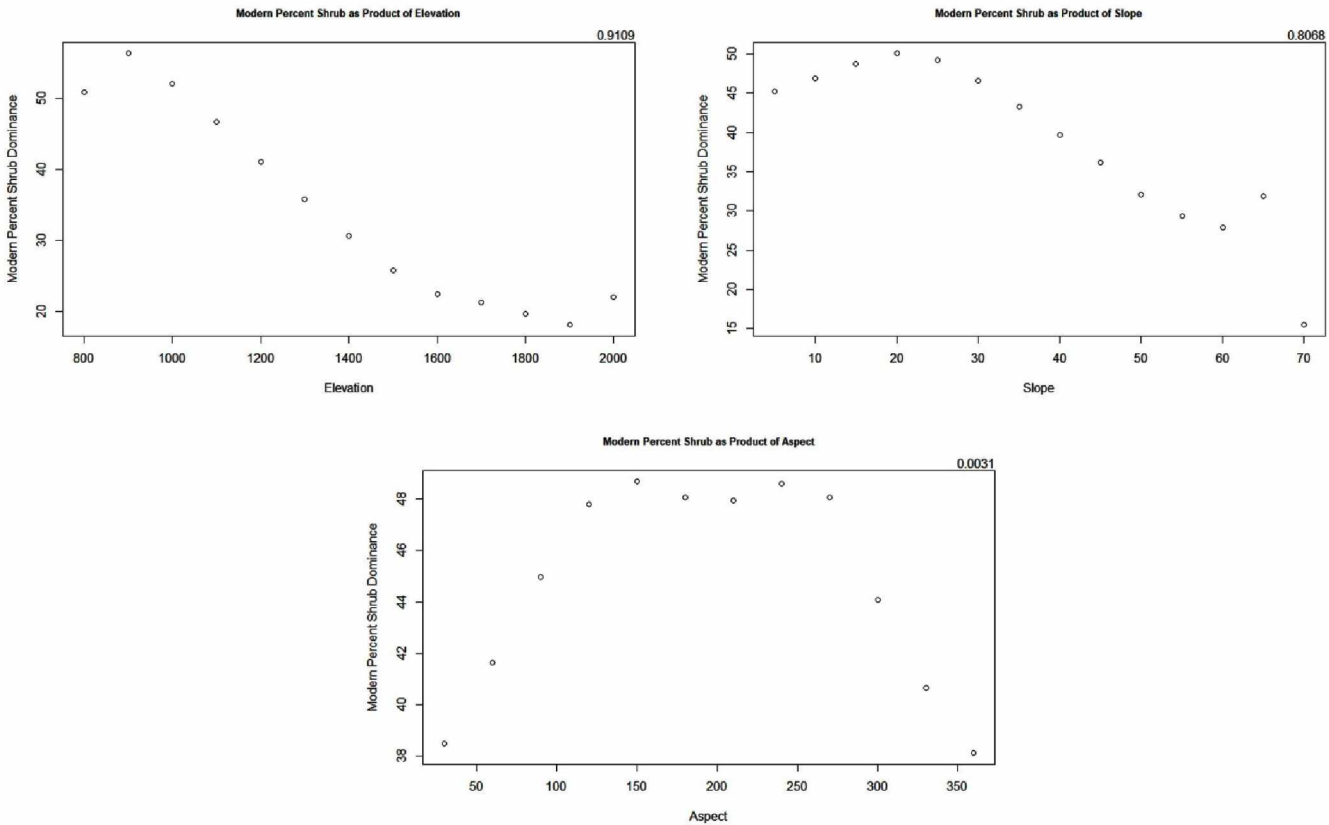 Modern Percent Shrub as Product of Elevation
0.9109
Modern Percent Shrub Dominance
50
40
30
20
800 1000 1200 1400 1600 1800 2000
Elevation
Modern Percent Shrub as Product of Slope
0.8068
Modern Percent Shrub Dominance
50
45
40
35
30
25
20
15
10 20 30 40 50 60 70
Slope
Modern Percent Shrub as Product of Aspect
0.0031
Modern Percent Shrub Dominance
48
46
44
42
40
38
50 100 150 200 250 300 350
Aspect